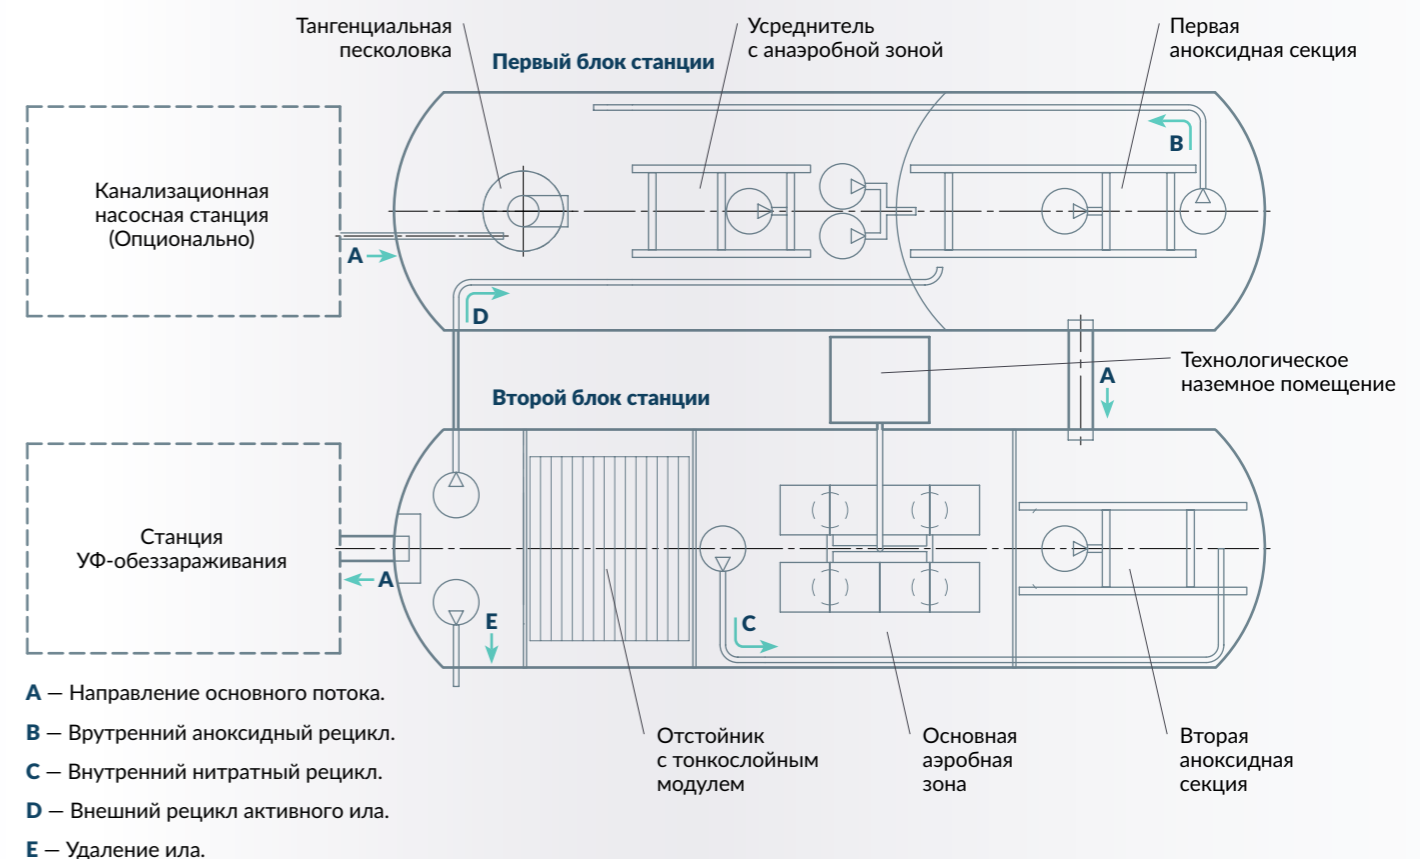 Тангенциальная
песколовка
Первый блок станции
Усреднитель
с анаэробной зоной
Первая
аноксидная секция
Канализационная
насосная станция
(Опционально)
A
B
D
Второй блок станции
Технологическое
наземное помещение
A
Станция
УФ-обеззараживания
A
E
C
A — Направление основного потока.
B — Врутренний аноксидный рецикл.
C — Внутренний нитратный рецикл.
D — Внешний рецикл активного ила.
E — Удаление ила.
Отстойник
с тонкослойным
модулем
Основная
аэробная
зона
Вторая
аноксидная
секция